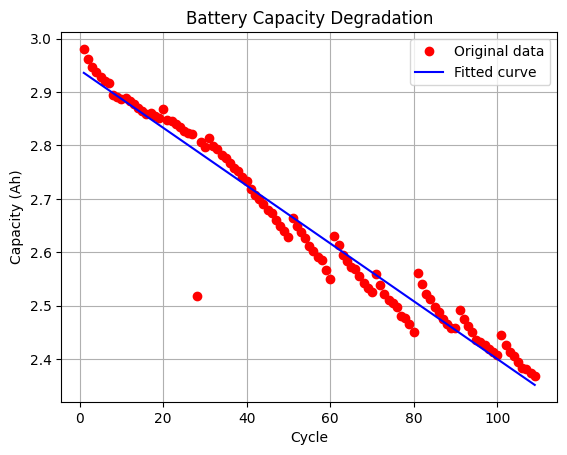 Battery Capacity Degradation
Original data
Fitted curve
Capacity (Ah)
3.0
2.9
2.8
2.7
2.6
2.5
2.4
0 20 40 60 80 100
Cycle